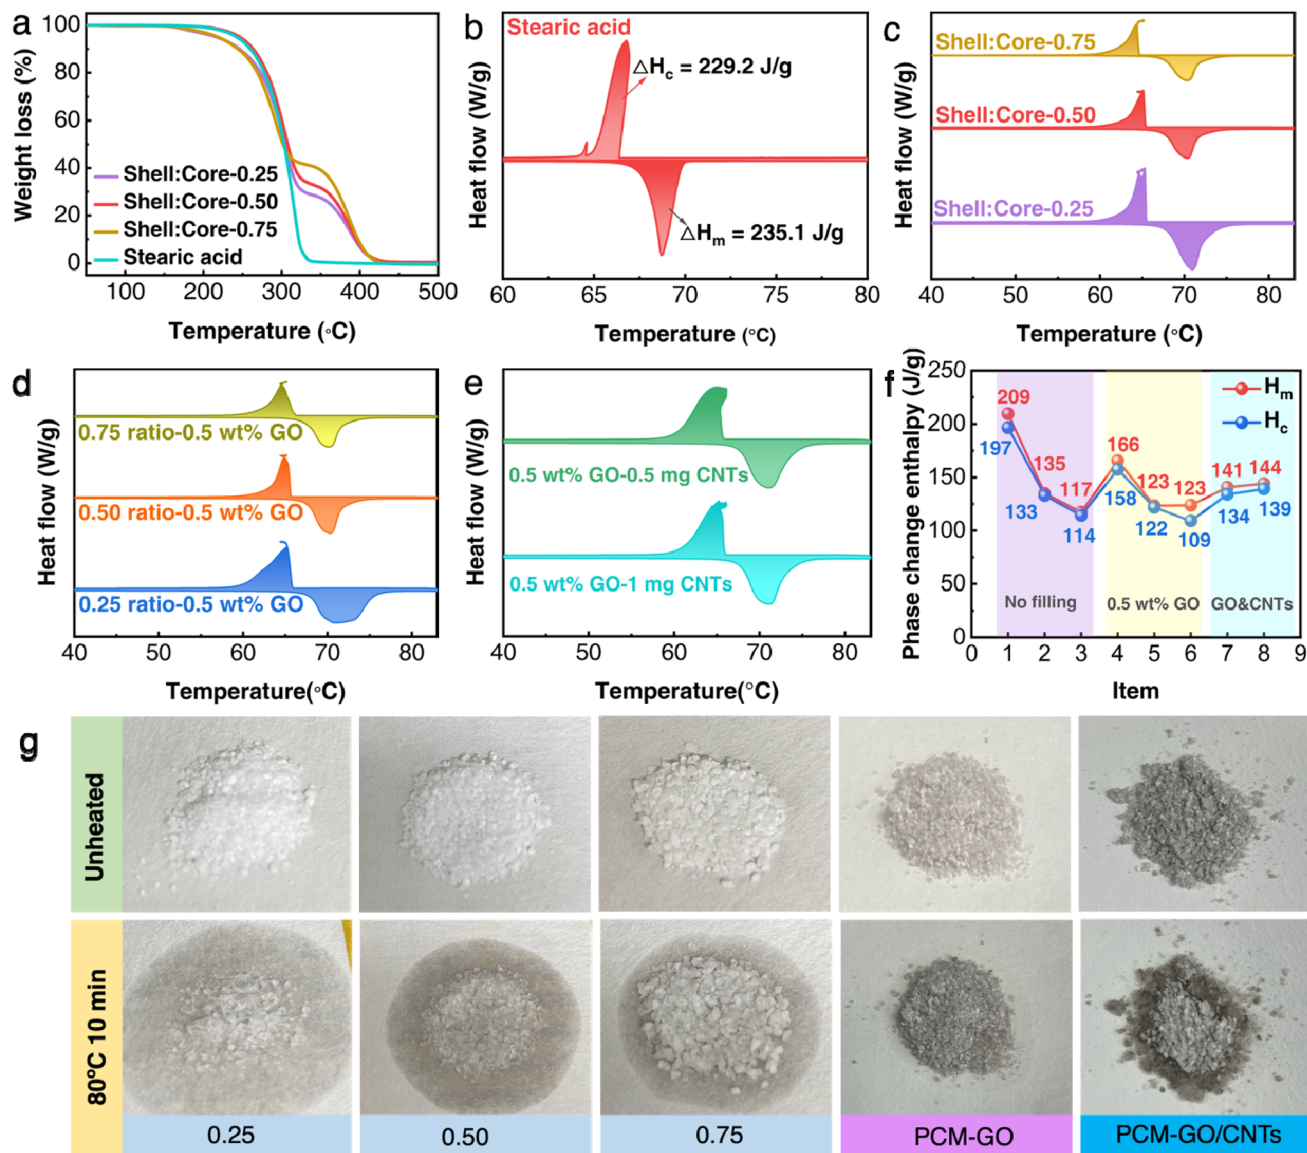 a
100
80
60
40
20
0
Weight loss (%)
Shell:Core-0.25
Shell:Core-0.50
Shell:Core-0.75
Stearic acid
100 200 300 400 500
Temperature (°C)
b
Stearic acid
△Hc = 229.2 J/g
△Hm = 235.1 J/g
Heat flow (W/g)
60 65 70 75 80
Temperature (°C)
c
Shell:Core-0.75
Shell:Core-0.50
Shell:Core-0.25
Heat flow (W/g)
40 50 60 70 80
Temperature (°C)
d
0.75 ratio-0.5 wt% GO
0.50 ratio-0.5 wt% GO
0.25 ratio-0.5 wt% GO
Heat flow (W/g)
40 50 60 70 80
Temperature(°C)
e
0.5 wt% GO-0.5 mg CNTs
0.5 wt% GO-1 mg CNTs
Heat flow (W/g)
40 50 60 70 80
Temperature(°C)
f
Phase change enthalpy (J/g)
250
200
150
100
50
0
Hm
Hc
209
197
135
133
117
114
166
158
123
122
123
109
141
134
144
139
No filling
0.5 wt% GO
GO&CNTs
0 1 2 3 4 5 6 7 8 9
Item
g
Unheated
80°C 10 min
0.25
0.50
0.75
PCM-GO
PCM-GO/CNTs